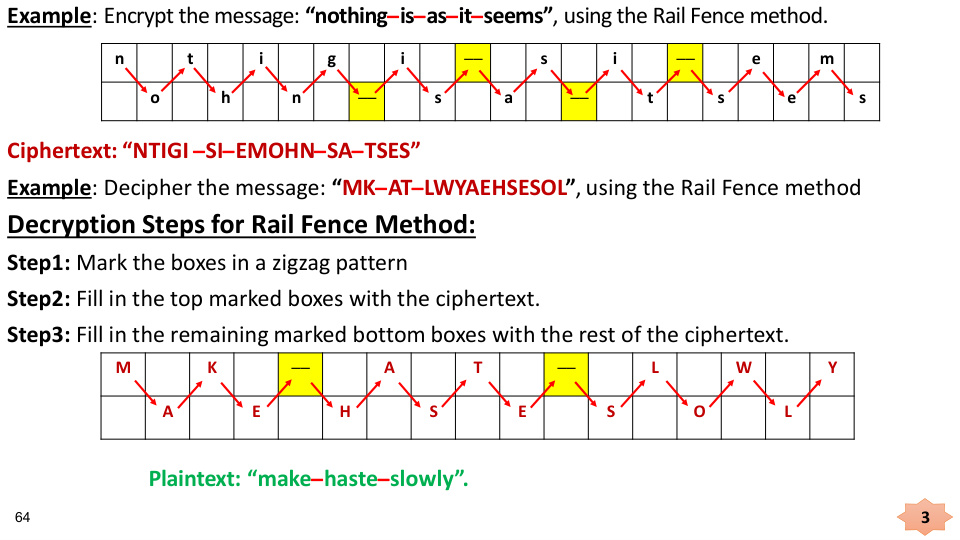 Example: Encrypt the message: “nothing–is–as–it–seems”, using the Rail Fence method.
n t i g i — s i — e m
o h n — s a — t s e s
Ciphertext: “NTIGI –SI–EMOHN–SA–TSES”
Example: Decipher the message: “MK–AT–LWYAEHSESOL”, using the Rail Fence method
Decryption Steps for Rail Fence Method:
Step1: Mark the boxes in a zigzag pattern
Step2: Fill in the top marked boxes with the ciphertext.
Step3: Fill in the remaining marked bottom boxes with the rest of the ciphertext.
M K — A T — L W Y
A E H S E S O L
Plaintext: “make–haste–slowly”.
64
3